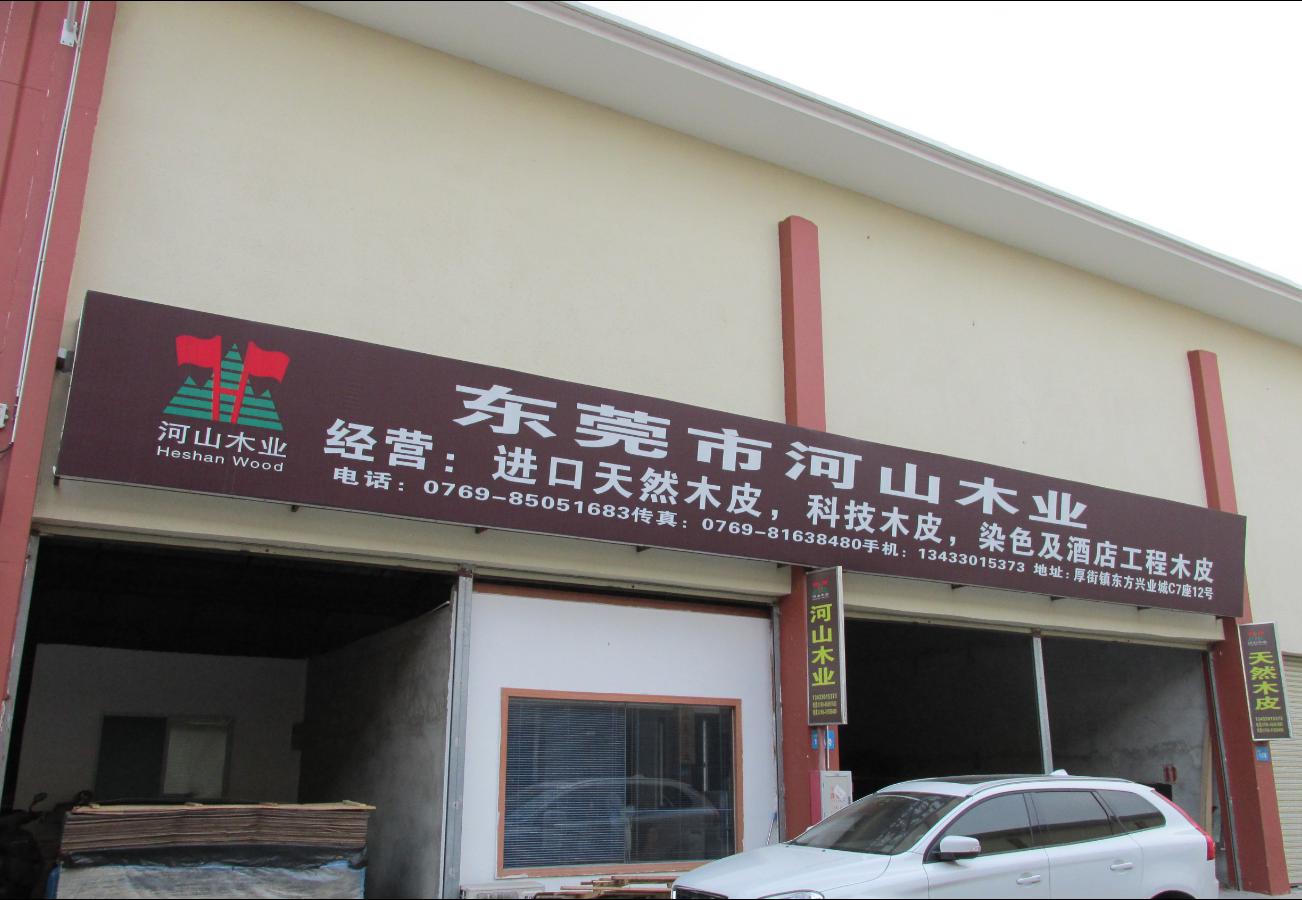 河山木业
Heshan Wood
东莞市河山木业
经营：进口天然木皮，科技木皮，染色及酒店工程木皮
电话：0769-85051683传真：0769-81638480手机：13433015373 地址：厚街镇东方兴业城C7座12号
河山木业
13433015373
天然木皮
13433015373